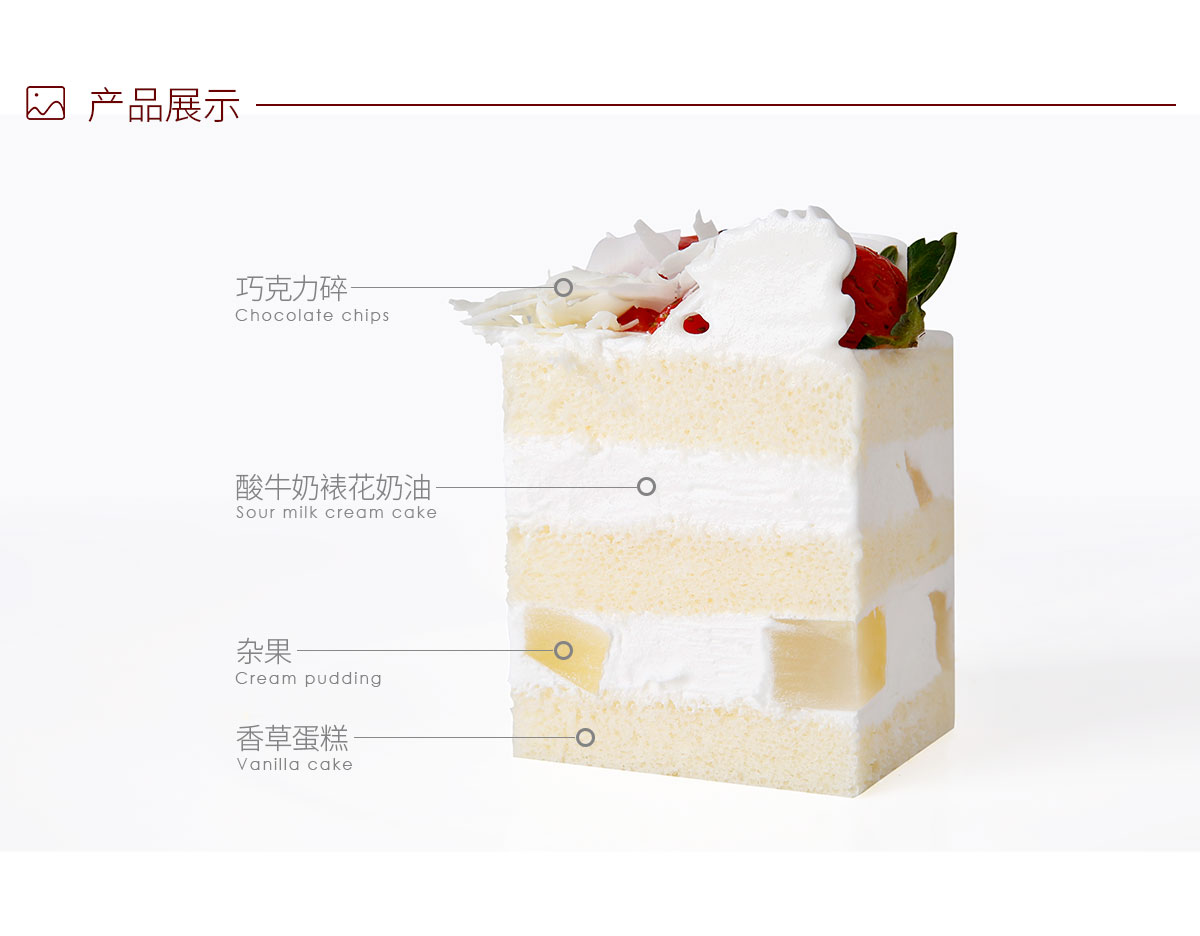 产品展示
巧克力碎
Chocolate chips
酸牛奶裱花奶油
Sour milk cream cake
杂果
Cream pudding
香草蛋糕
Vanilla cake